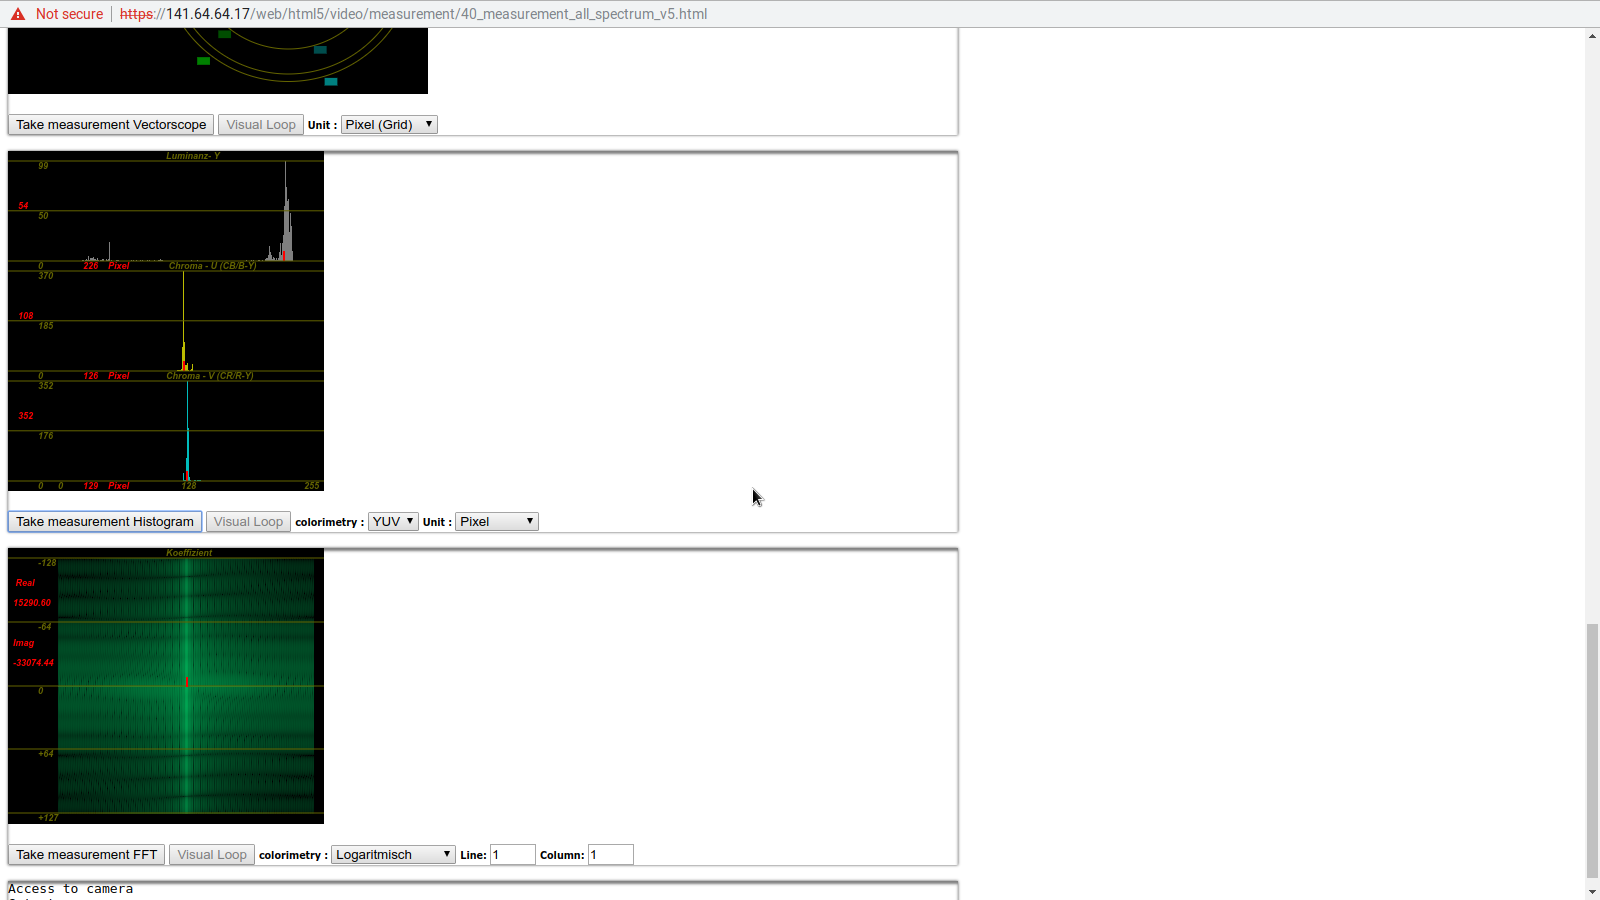 Not secure https://141.64.64.17/web/html5/video/measurement/40_measurement_all_spectrum_v5.html
Take measurement Vectorscope Visual Loop Unit : Pixel (Grid)
Luminanz- Y
99
54
50
0 226 Pixel Chroma - U (CB/B-Y)
370
108
185
0 126 Pixel Chroma - V (CR/R-Y)
352
352
176
0 0 129 Pixel 128 255
Take measurement Histogram Visual Loop colorimetry : YUV Unit : Pixel
Koeffizient
-128
Real
15290.60
-64
Imag
-33074.44
0
+64
+127
Take measurement FFT Visual Loop colorimetry : Logaritmisch Line: 1 Column: 1
Access to camera